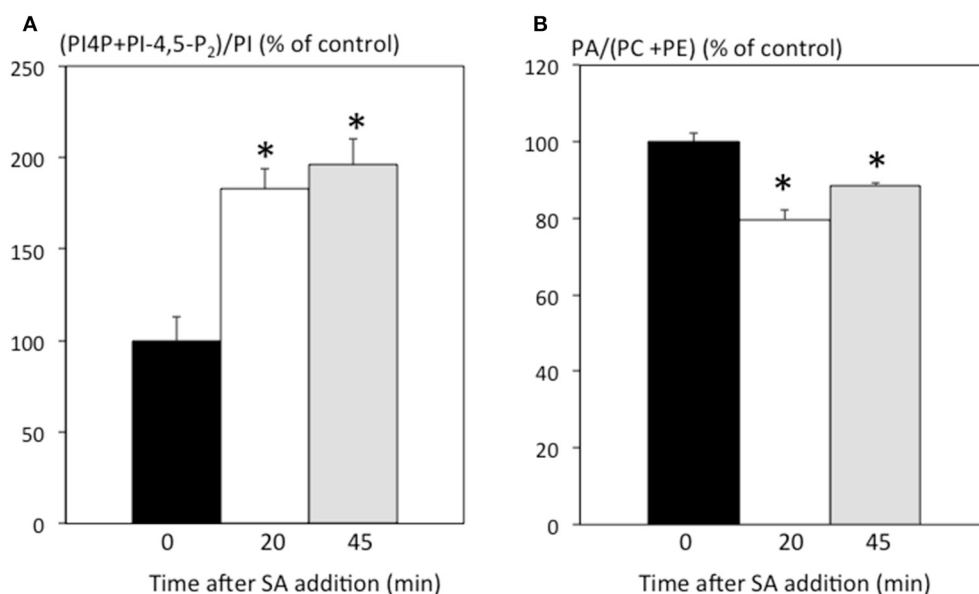 A
(PI4P+PI-4,5-P₂)/PI (% of control)
250
200
150
100
50
0
*
*
0 20 45
Time after SA addition (min)
B
PA/(PC +PE) (% of control)
120
100
80
60
40
20
0
*
*
0 20 45
Time after SA addition (min)